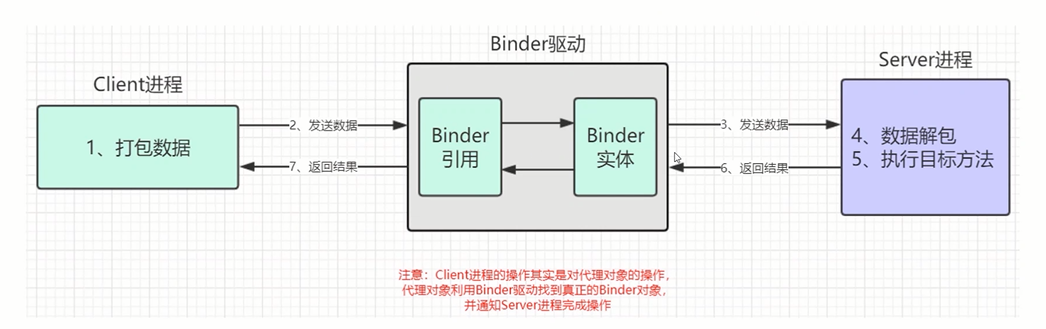 Binder驱动
Client进程
Server进程
1、打包数据
2、发送数据
7、返回结果
Binder
引用
Binder
实体
3、发送数据
6、返回结果
4、数据解包
5、执行目标方法
注意：Client进程的操作其实是对代理对象的操作，
代理对象利用Binder驱动找到真正的Binder对象，
并通知Server进程完成操作